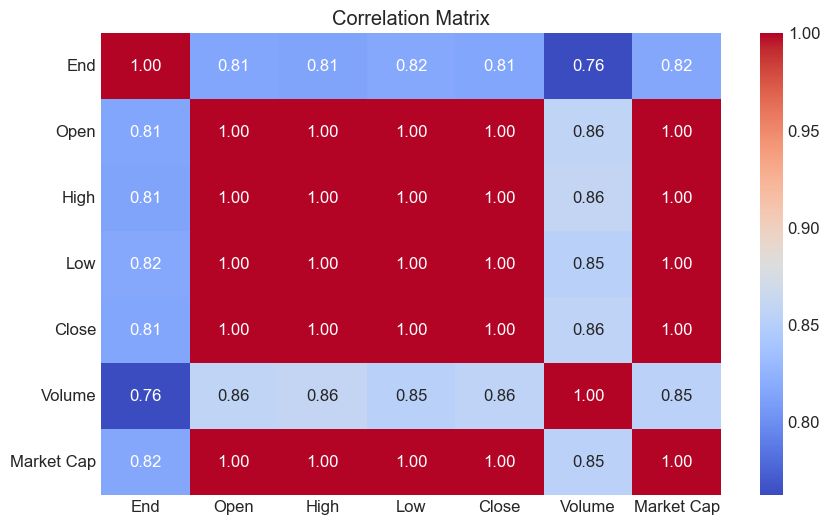 Correlation Matrix
End 1.00 0.81 0.81 0.82 0.81 0.76 0.82
Open 0.81 1.00 1.00 1.00 1.00 0.86 1.00
High 0.81 1.00 1.00 1.00 1.00 0.86 1.00
Low 0.82 1.00 1.00 1.00 1.00 0.85 1.00
Close 0.81 1.00 1.00 1.00 1.00 0.86 1.00
Volume 0.76 0.86 0.86 0.85 0.86 1.00 0.85
Market Cap 0.82 1.00 1.00 1.00 1.00 0.85 1.00
End Open High Low Close Volume Market Cap
1.00
0.95
0.90
0.85
0.80